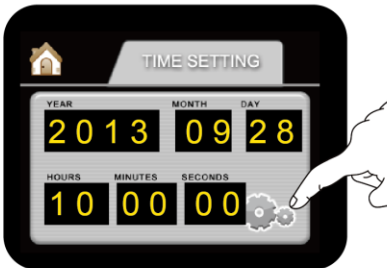 TIME SETTING
YEAR MONTH DAY
2013 09 28
HOURS MINUTES SECONDS
10 00 00